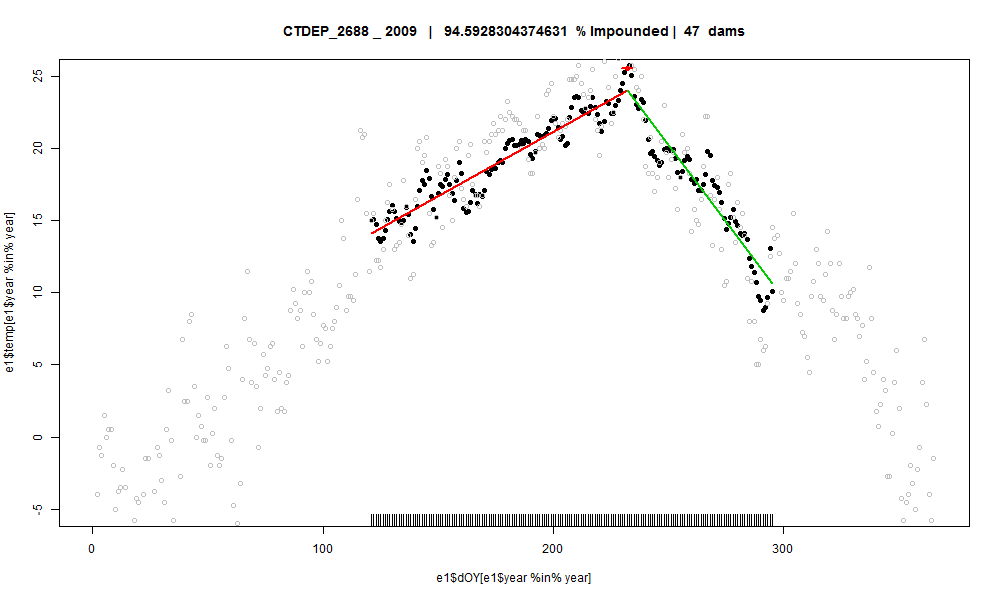 CTDEP_2688 _ 2009 | 94.5928304374631 % Impounded | 47 dams
e1$temp[e1$year %in% year]
25
20
15
10
5
0
-5
0 100 200 300
e1$dOY[e1$year %in% year]